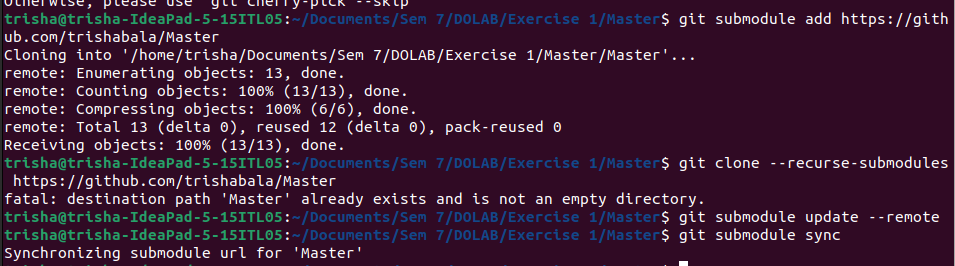 Otherwise, please use 'git cherry-pick --skip'
trisha@trisha-IdeaPad-5-15ITL05:~/Documents/Sem 7/DOLAB/Exercise 1/Master$ git submodule add https://gith
ub.com/trishabala/Master
Cloning into '/home/trisha/Documents/Sem 7/DOLAB/Exercise 1/Master/Master'...
remote: Enumerating objects: 13, done.
remote: Counting objects: 100% (13/13), done.
remote: Compressing objects: 100% (6/6), done.
remote: Total 13 (delta 0), reused 12 (delta 0), pack-reused 0
Receiving objects: 100% (13/13), done.
trisha@trisha-IdeaPad-5-15ITL05:~/Documents/Sem 7/DOLAB/Exercise 1/Master$ git clone --recurse-submodules
 https://github.com/trishabala/Master
fatal: destination path 'Master' already exists and is not an empty directory.
trisha@trisha-IdeaPad-5-15ITL05:~/Documents/Sem 7/DOLAB/Exercise 1/Master$ git submodule update --remote
trisha@trisha-IdeaPad-5-15ITL05:~/Documents/Sem 7/DOLAB/Exercise 1/Master$ git submodule sync
Synchronizing submodule url for 'Master'